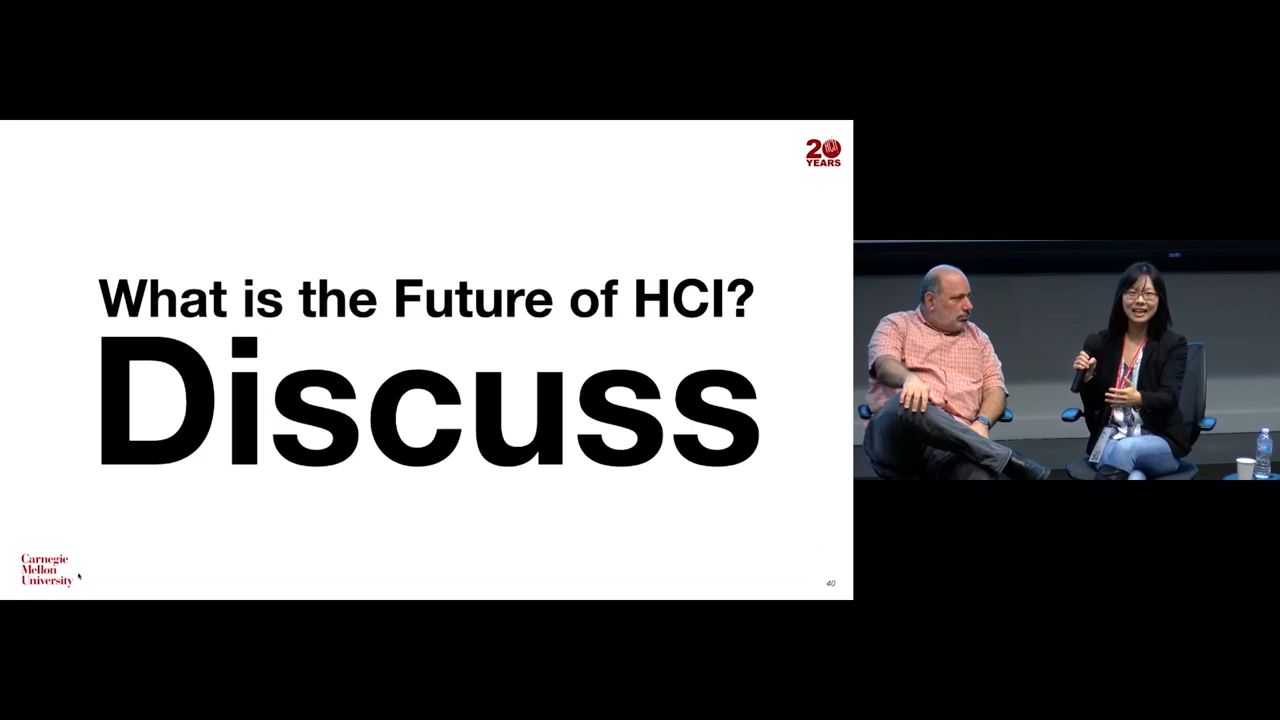 20
YEARS
What is the Future of HCI?
Discuss
Carnegie
Mellon
University
40